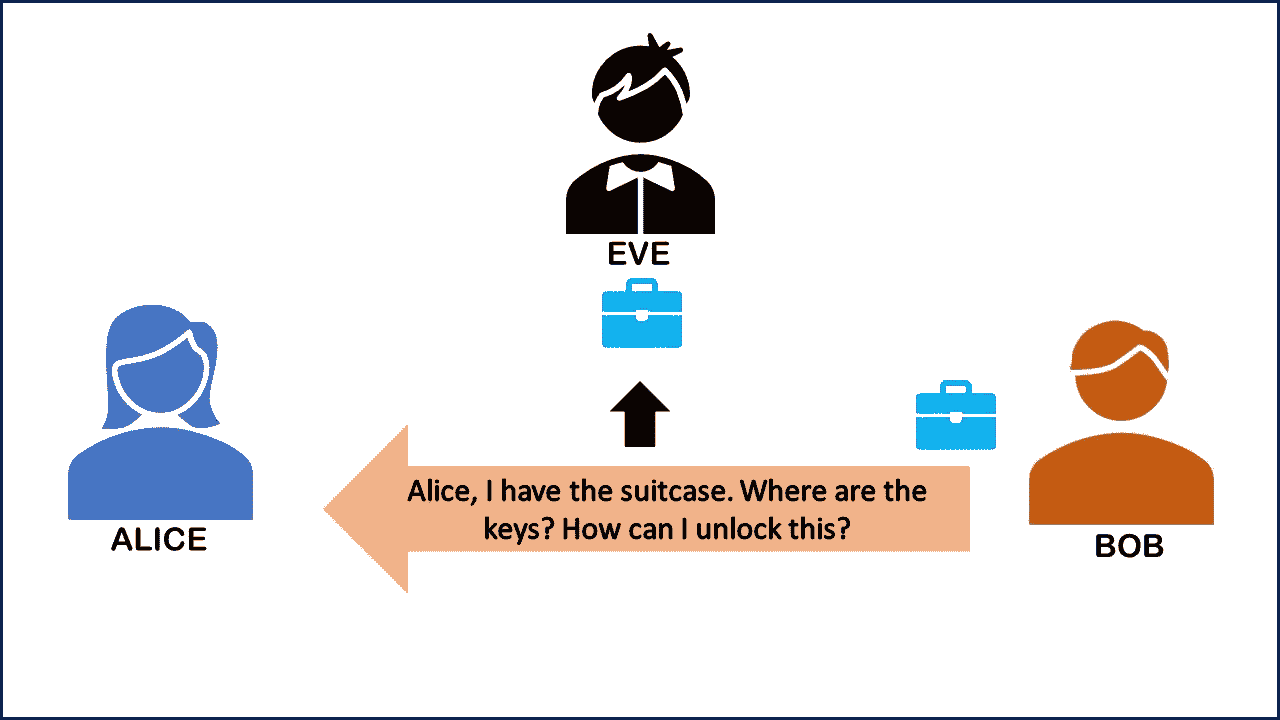 EVE
Alice, I have the suitcase. Where are the
keys? How can I unlock this?
ALICE
BOB